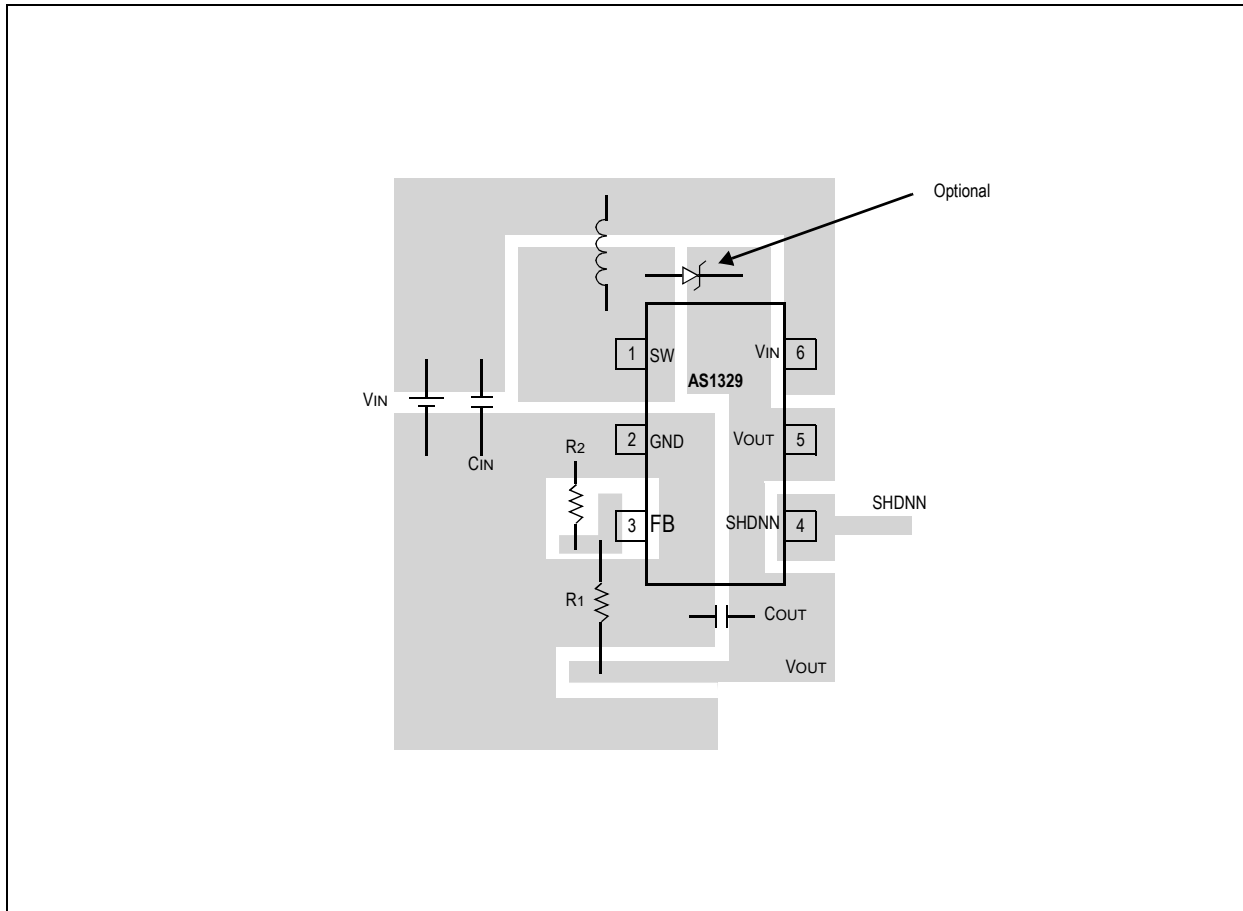 Optional
1 SW
VIN 6
AS1329
VIN
CIN
2 GND
VOUT 5
R2
3 FB
SHDNN 4
SHDNN
R1
COUT
VOUT